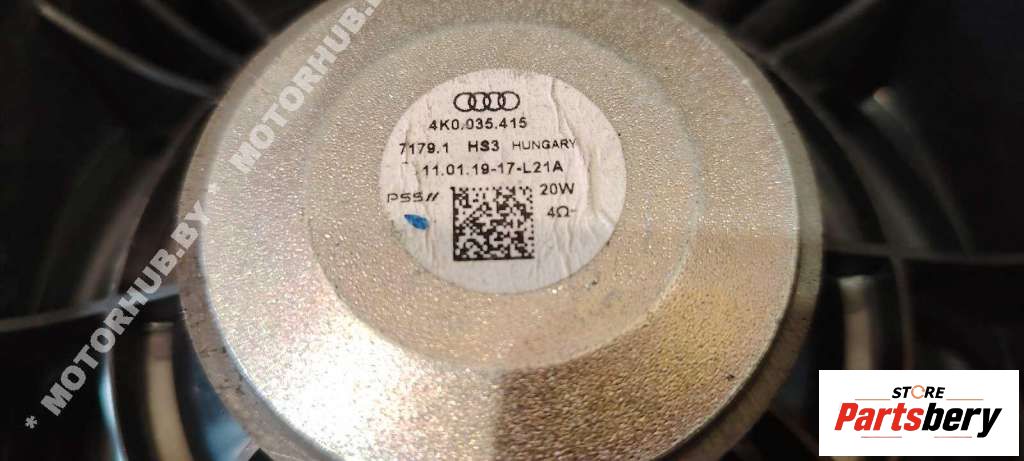 4K0.035.415
7179.1 HS3 HUNGARY
11.01.19-17-L21A
PSS//
20W
4Ω
* MOTORHUB.BY * MOTORHUB.BY
STORE
Partsbery